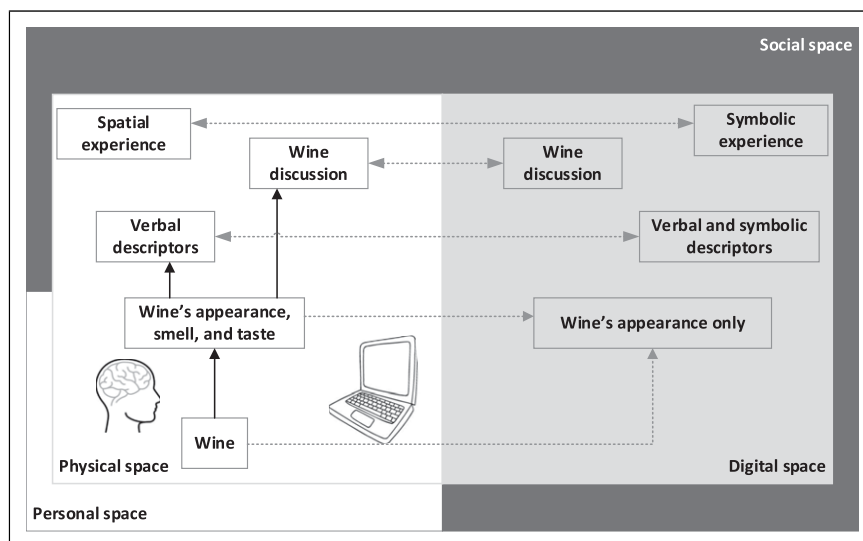 Social space
Spatial
experience
Symbolic
experience
Wine
discussion
Wine
discussion
Verbal
descriptors
Verbal and symbolic
descriptors
Wine’s appearance,
smell, and taste
Wine’s appearance only
Wine
Physical space
Digital space
Personal space